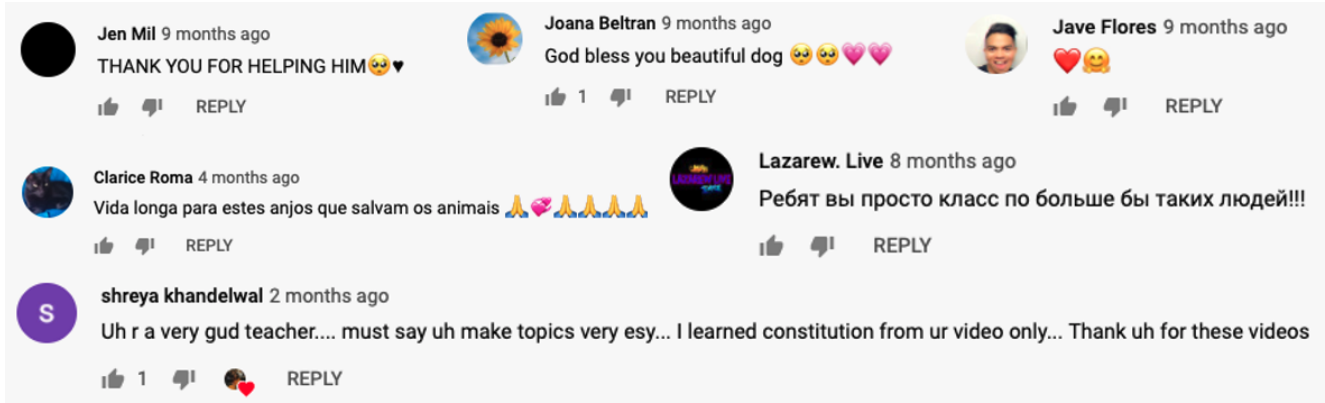 Jen Mil 9 months ago
THANK YOU FOR HELPING HIM🥺♥
REPLY
Joana Beltran 9 months ago
God bless you beautiful dog 🥺🥺💗💗
1 REPLY
Jave Flores 9 months ago
❤️🤗
REPLY
Clarice Roma 4 months ago
Vida longa para estes anjos que salvam os animais 🙏💞🙏🙏🙏🙏
REPLY
LAZAREW LIVE
Lazarew. Live 8 months ago
Ребят вы просто класс по больше бы таких людей!!!
REPLY
S
shreya khandelwal 2 months ago
Uh r a very gud teacher.... must say uh make topics very esy... I learned constitution from ur video only... Thank uh for these videos
1 REPLY